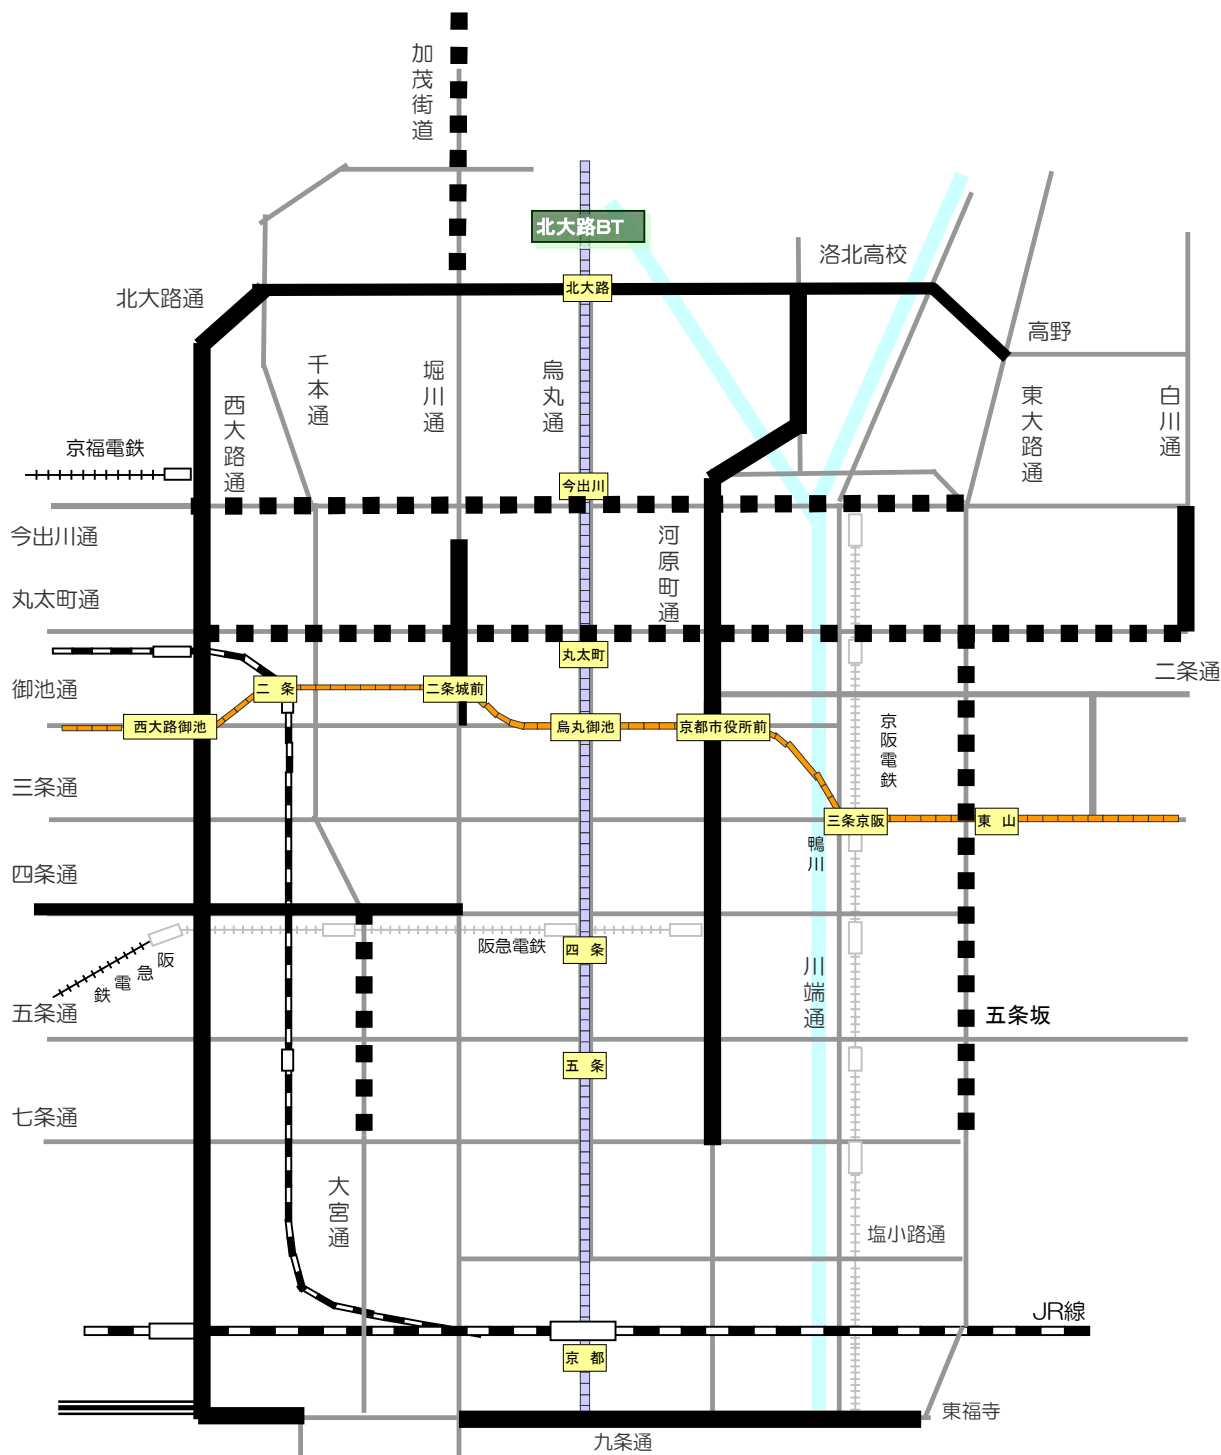 加茂街道
北大路BT
洛北高校
北大路通
北大路
高野
千本通
堀川通
烏丸通
西大路通
東大路通
白川通
京福電鉄
今出川
今出川通
河原町通
丸太町通
丸太町
二条通
御池通
二 条
二条城前
西大路御池
烏丸御池
京都市役所前
京阪電鉄
三条通
三条京阪
東 山
鴨川
四条通
阪急電鉄
四 条
阪急電鉄
川端通
五条通
五条坂
五 条
七条通
大宮通
塩小路通
JR線
京 都
東福寺
九条通